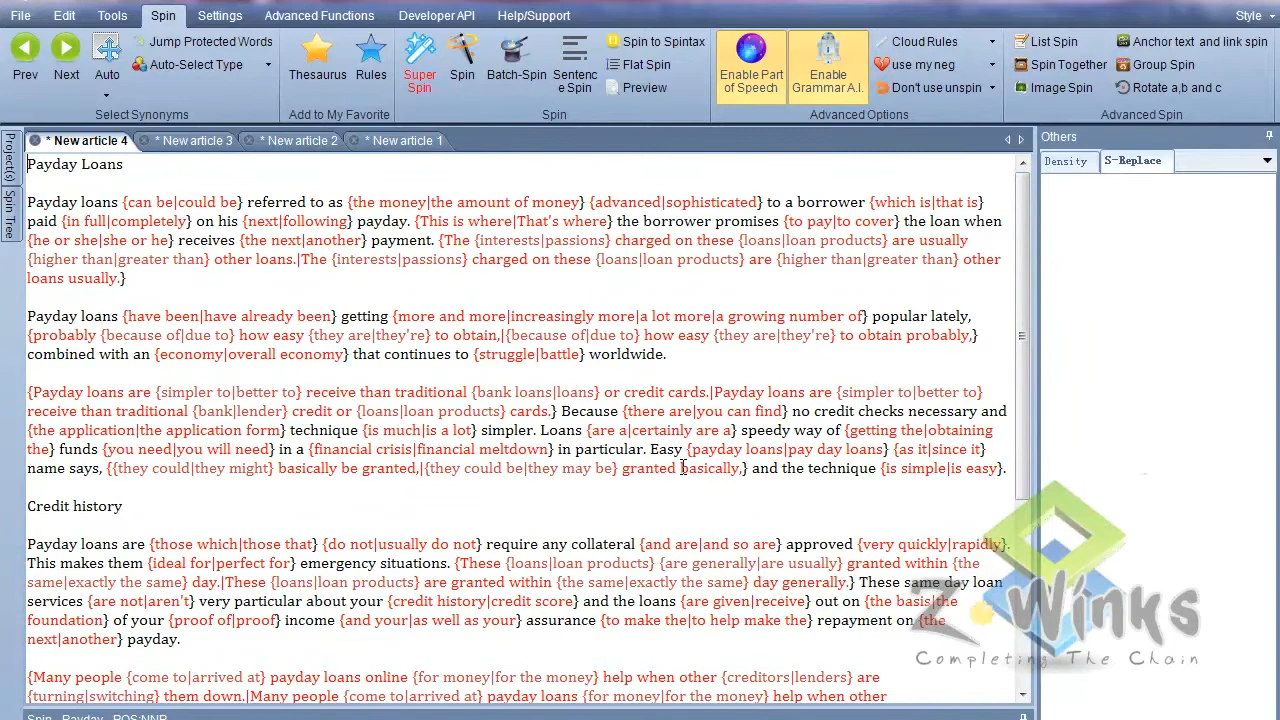 File Edit Tools Spin Settings Advanced Functions Developer API Help/Support Style
Prev Next Auto
Jump Protected Words
Auto-Select Type
Select Synonyms
Thesaurus Rules
Add to My Favorite
Super Spin
Spin
Batch-Spin
Sentenc e Spin
Spin to Spintax
Flat Spin
Preview
Spin
Enable Part of Speech
Enable Grammar A.I.
Cloud Rules
use my neg
Don't use unspin
Advanced Options
List Spin
Spin Together
Image Spin
Anchor text and link spin
Group Spin
Rotate a,b and c
Advanced Spin
Project(s)
Spin Tree
* New article 4 * New article 3 * New article 2 * New article 1
Others
Density S-Replace
Payday Loans
Payday loans {can be|could be} referred to as {the money|the amount of money} {advanced|sophisticated} to a borrower {which is|that is}
paid {in full|completely} on his {next|following} payday. {This is where|That's where} the borrower promises {to pay|to cover} the loan when
{he or she|she or he} receives {the next|another} payment. {The {interests|passions} charged on these {loans|loan products} are usually
{higher than|greater than} other loans.|The {interests|passions} charged on these {loans|loan products} are {higher than|greater than} other
loans usually.}
Payday loans {have been|have already been} getting {more and more|increasingly more|a lot more|a growing number of} popular lately,
{probably {because of|due to} how easy {they are|they're} to obtain,|{because of|due to} how easy {they are|they're} to obtain probably,}
combined with an {economy|overall economy} that continues to {struggle|battle} worldwide.
{Payday loans are {simpler to|better to} receive than traditional {bank loans|loans} or credit cards.|Payday loans are {simpler to|better to}
receive than traditional {bank|lender} credit or {loans|loan products} cards.} Because {there are|you can find} no credit checks necessary and
{the application|the application form} technique {is much|is a lot} simpler. Loans {are a|certainly are a} speedy way of {getting the|obtaining
the} funds {you need|you will need} in a {financial crisis|financial meltdown} in particular. Easy {payday loans|pay day loans} {as it|since it}
name says, {{they could|they might} basically be granted,|{they could be|they may be} granted basically,} and the technique {is simple|is easy}.
Credit history
Payday loans are {those which|those that} {do not|usually do not} require any collateral {and are|and so are} approved {very quickly|rapidly}.
This makes them {ideal for|perfect for} emergency situations. {These {loans|loan products} {are generally|are usually} granted within {the
same|exactly the same} day.|These {loans|loan products} are granted within {the same|exactly the same} day generally.} These same day loan
services {are not|aren't} very particular about your {credit history|credit score} and the loans {are given|receive} out on {the basis|the
foundation} of your {proof of|proof} income {and your|as well as your} assurance {to make the|to help make the} repayment on {the
next|another} payday.
{Many people {come to|arrived at} payday loans online {for money|for the money} help when other {creditors|lenders} are
{turning|switching} them down.|Many people {come to|arrived at} payday loans {for money|for the money} help when other
Z Winks
Completing The Chain
Spin - Payday POS:NNP